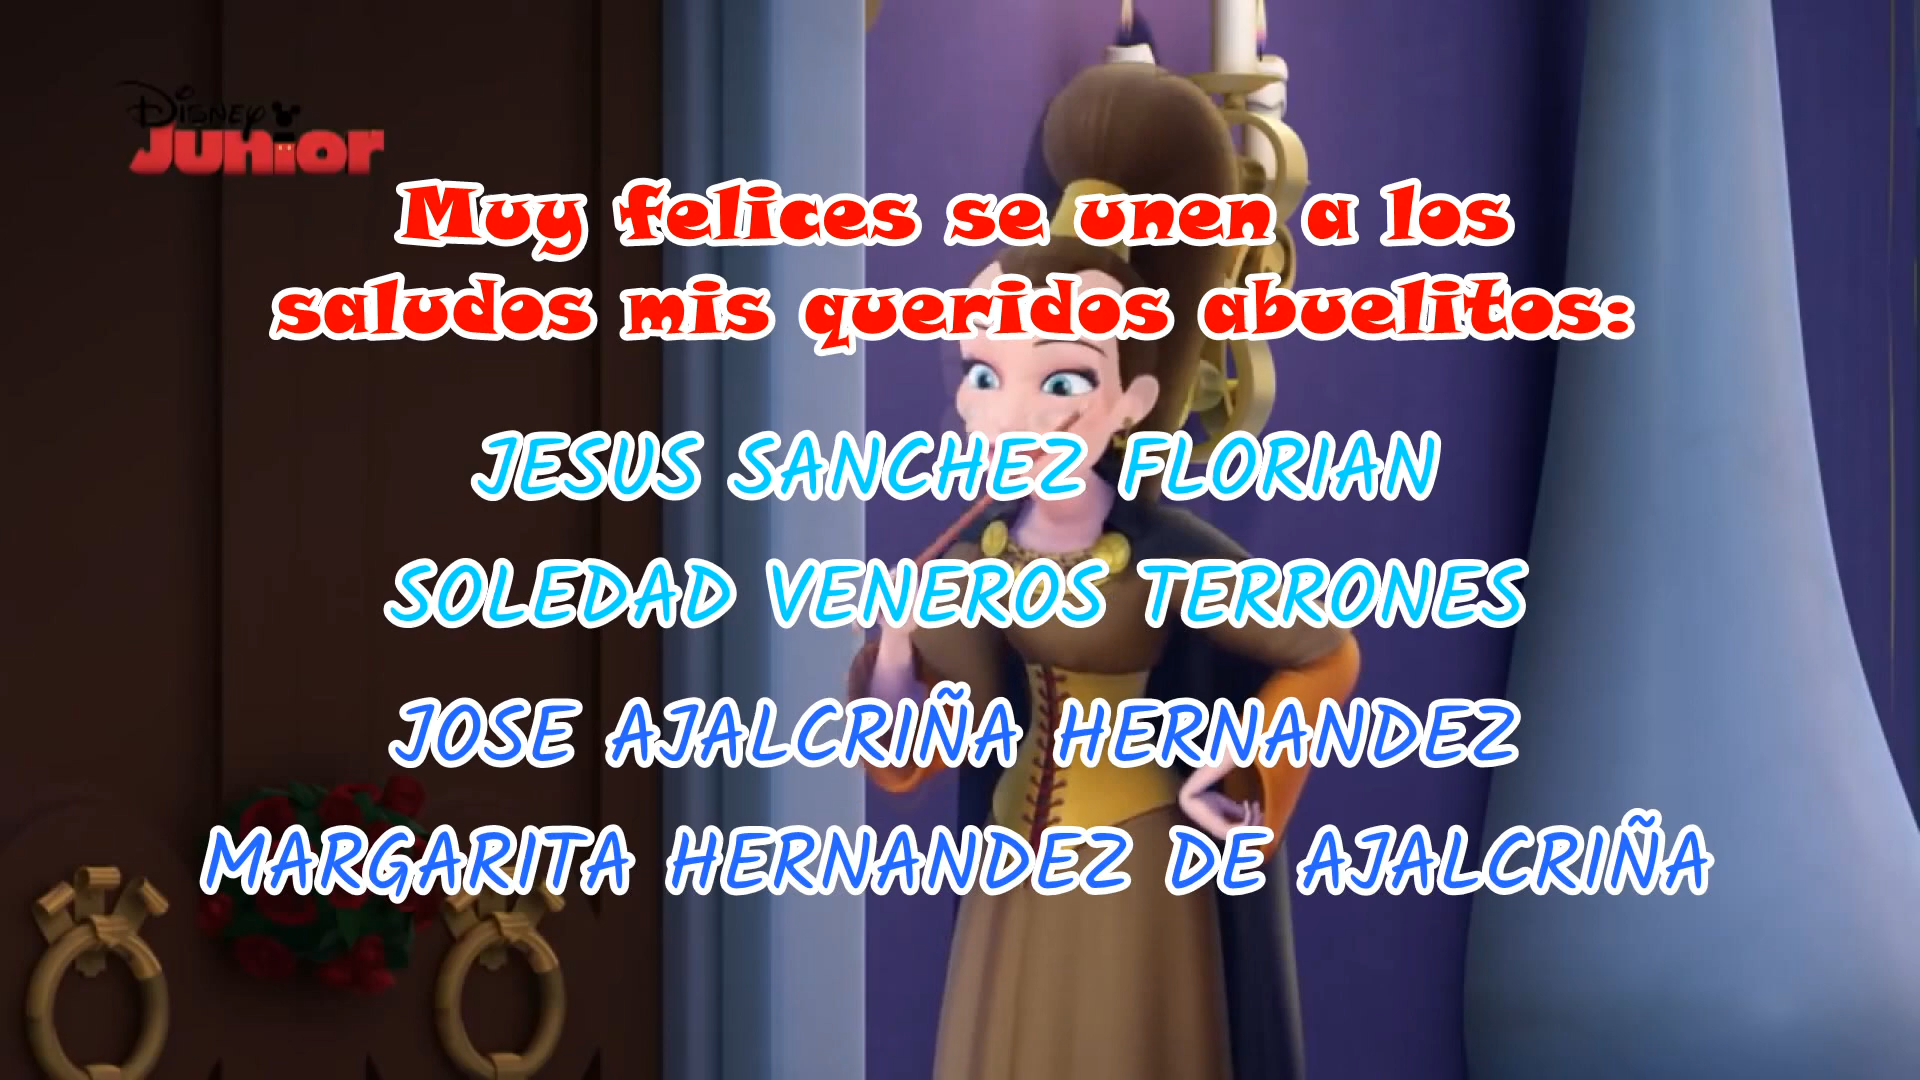 Disney
Junior
Muy felices se unen a los
saludos mis queridos abuelitos:
JESUS SANCHEZ FLORIAN
SOLEDAD VENEROS TERRONES
JOSE AJALCRIÑA HERNANDEZ
MARGARITA HERNANDEZ DE AJALCRIÑA